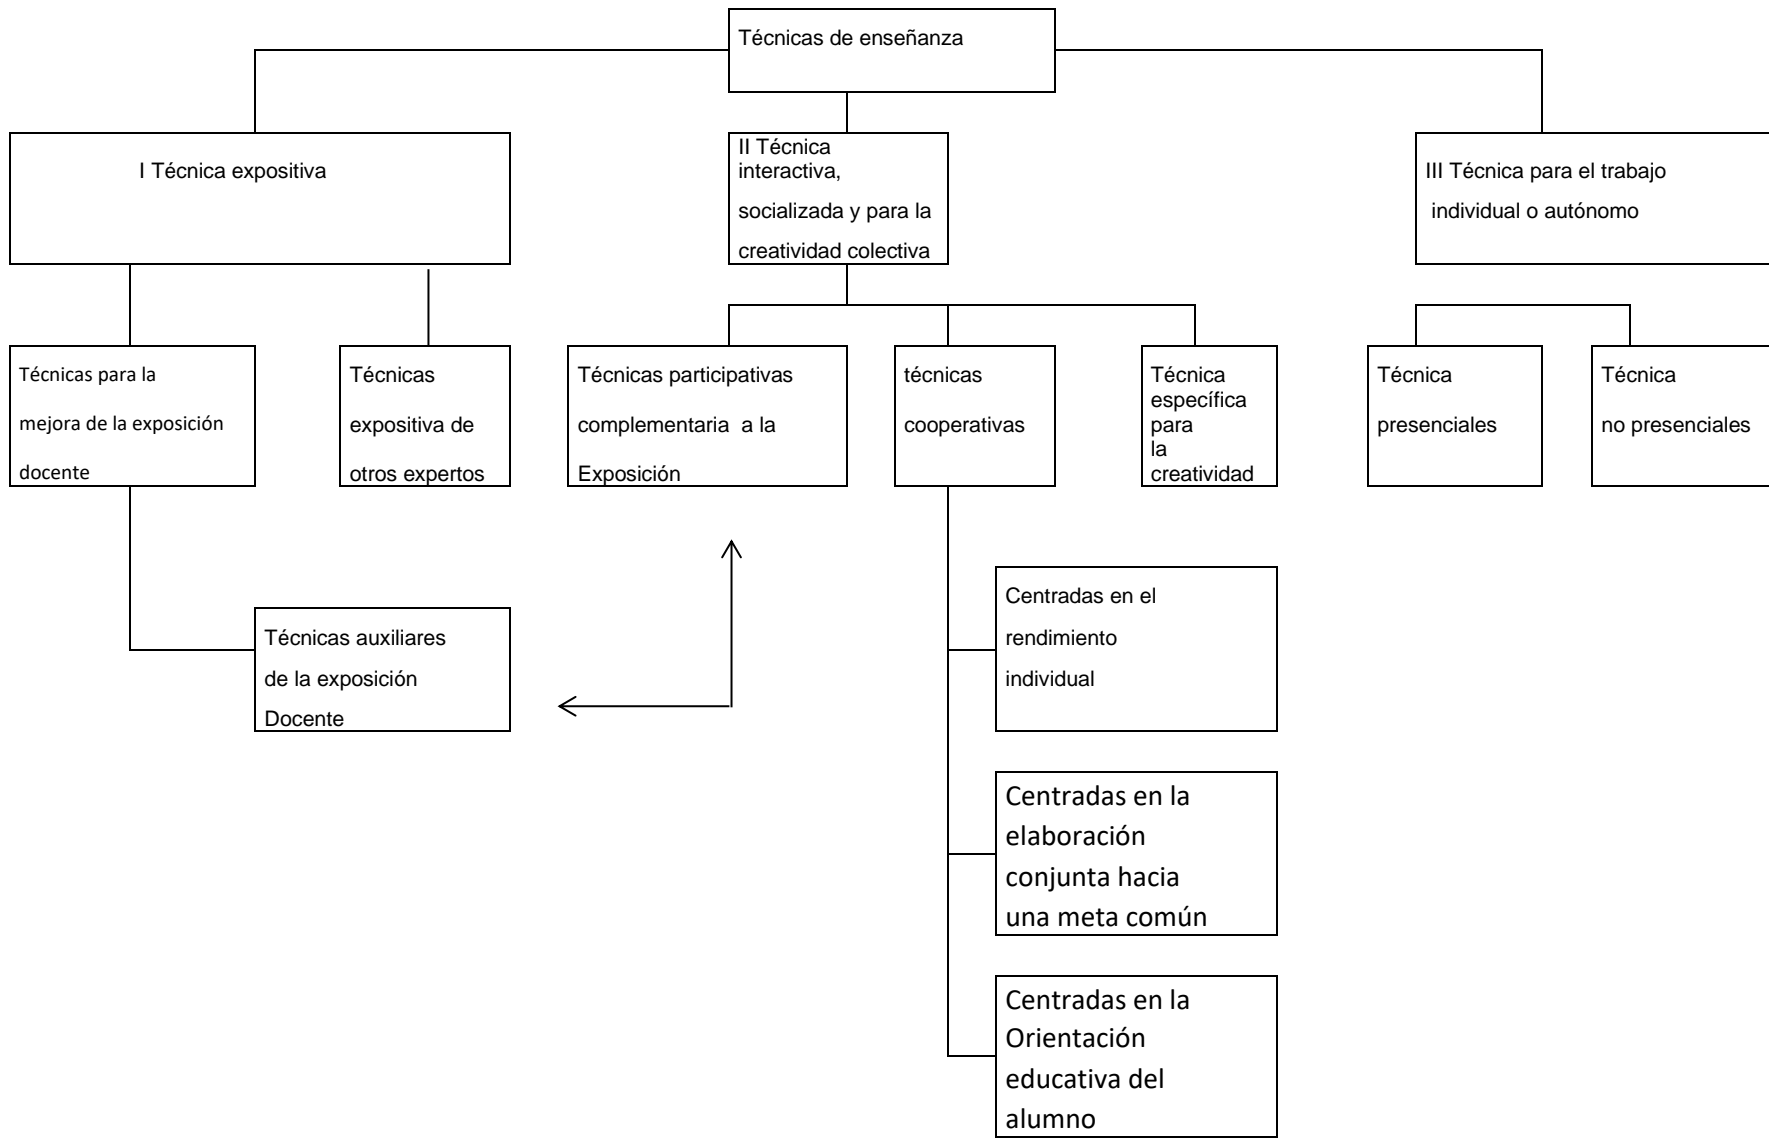 Técnicas de enseñanza
I Técnica expositiva
II Técnica
interactiva,
socializada y para la
creatividad colectiva
III Técnica para el trabajo
individual o autónomo
Técnicas para la
mejora de la exposición
docente
Técnicas
expositiva de
otros expertos
Técnicas participativas
complementaria a la
Exposición
técnicas
cooperativas
Técnica
específica
para
la
creatividad
Técnica
presenciales
Técnica
no presenciales
Técnicas auxiliares
de la exposición
Docente
Centradas en el
rendimiento
individual
Centradas en la
elaboración
conjunta hacia
una meta común
Centradas en la
Orientación
educativa del
alumno